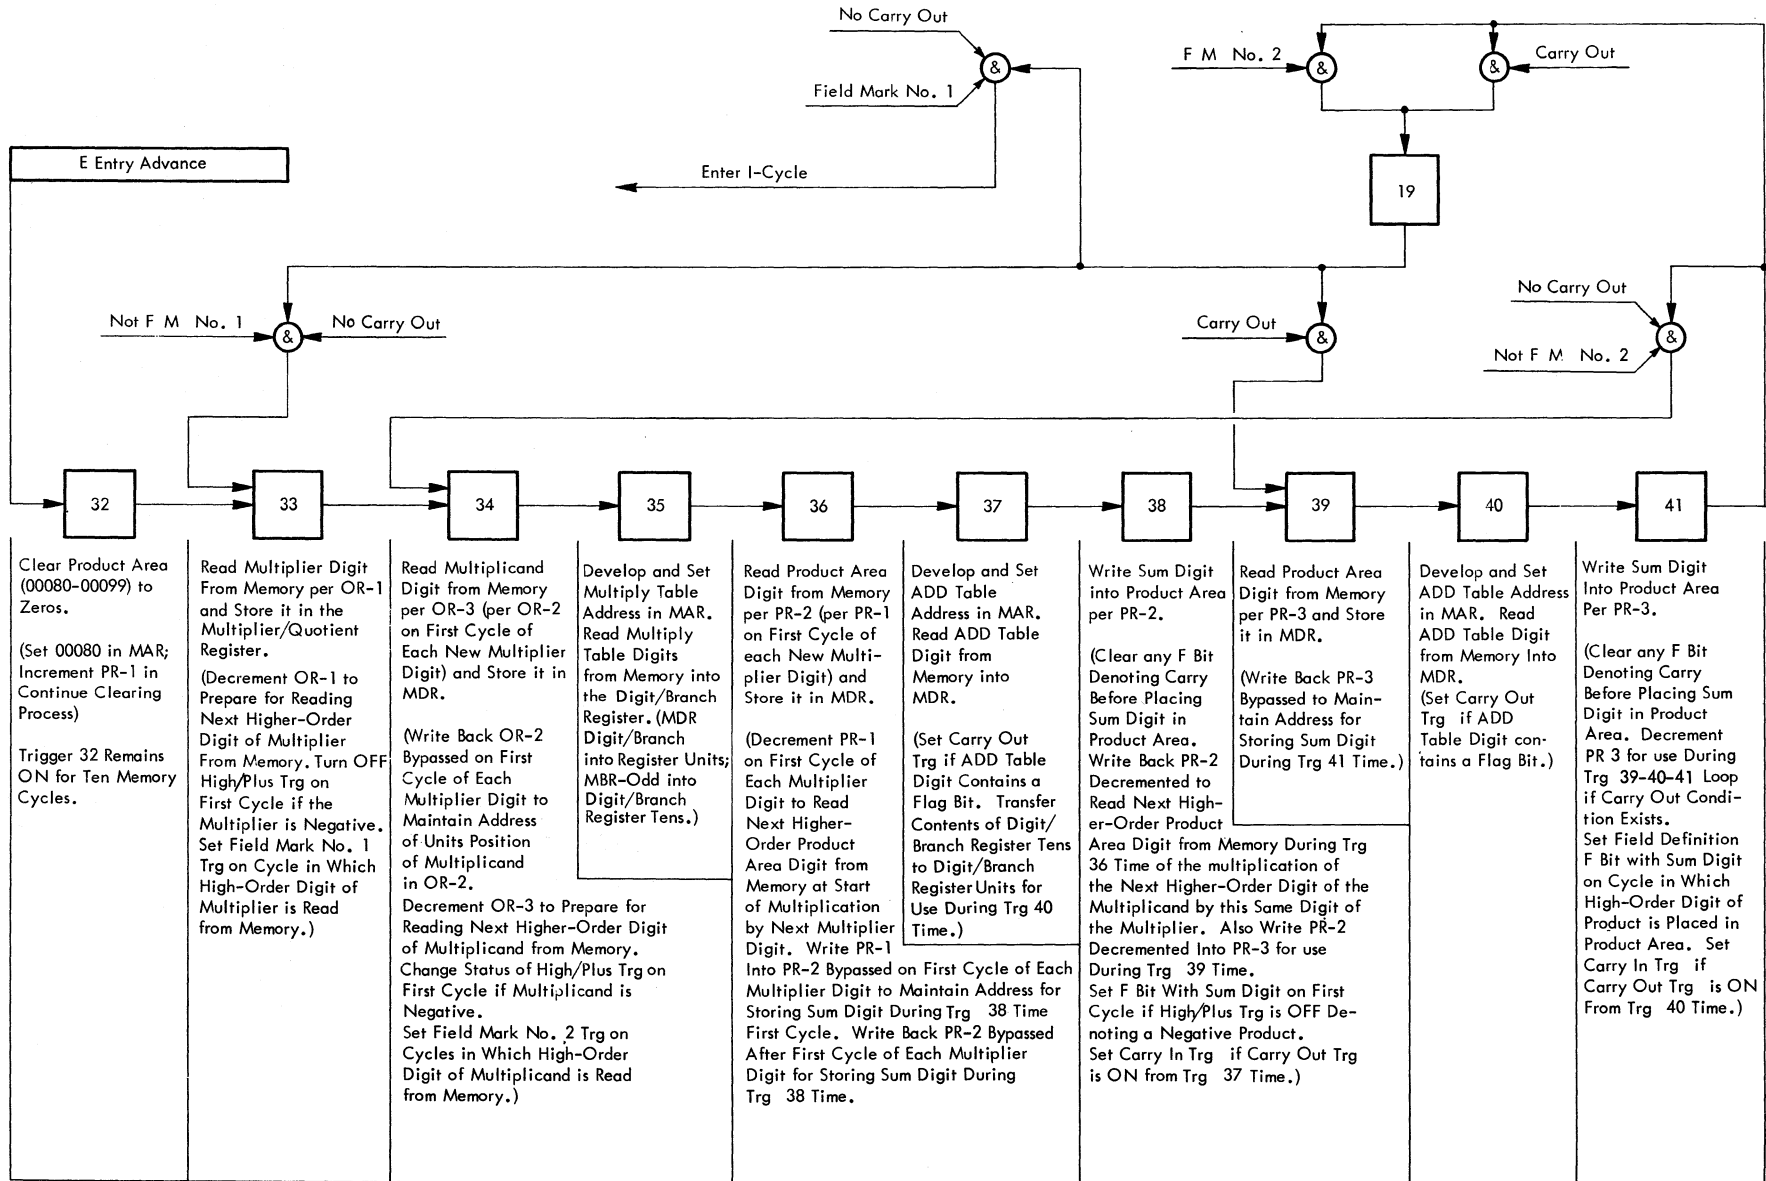 No Carry Out
&
Field Mark No. 1
F M No. 2
&
&
Carry Out
E Entry Advance
Enter I-Cycle
19
Not F M No. 1
&
No Carry Out
Carry Out
&
No Carry Out
Not F M No. 2
&
32
33
34
35
36
37
38
39
40
41
Clear Product Area
(00080-00099) to
Zeros.
(Set 00080 in MAR;
Increment PR-1 in
Continue Clearing
Process)
Trigger 32 Remains
ON for Ten Memory
Cycles.
Read Multiplier Digit
From Memory per OR-1
and Store it in the
Multiplier/Quotient
Register.
(Decrement OR-1 to
Prepare for Reading
Next Higher-Order
Digit of Multiplier
From Memory. Turn OFF
High/Plus Trg on
First Cycle if the
Multiplier is Negative.
Set Field Mark No. 1
Trg on Cycle in Which
High-Order Digit of
Multiplier is Read
from Memory.)
Read Multiplicand
Digit from Memory
per OR-3 (per OR-2
on First Cycle of
Each New Multiplier
Digit) and Store it in
MDR.
(Write Back OR-2
Bypassed on First
Cycle of Each
Multiplier Digit to
Maintain Address
of Units Position
of Multiplicand
in OR-2.
Decrement OR-3 to Prepare for
Reading Next Higher-Order Digit
of Multiplicand from Memory.
Change Status of High/Plus Trg on
First Cycle if Multiplicand is
Negative.
Set Field Mark No. 2 Trg on
Cycles in Which High-Order
Digit of Multiplicand is Read
from Memory.)
Develop and Set
Multiply Table
Address in MAR.
Read Multiply
Table Digits
from Memory into
the Digit/Branch
Register. (MDR
Digit/Branch
into Register Units;
MBR-Odd into
Digit/Branch
Register Tens.)
Read Product Area
Digit from Memory
per PR-2 (per PR-1
on First Cycle of
each New Multi-
plier Digit) and
Store it in MDR.
(Decrement PR-1
on First Cycle of
Each Multiplier
Digit to Read
Next Higher-
Order Product
Area Digit from
Memory at Start
of Multiplication
by Next Multiplier
Digit. Write PR-1
Into PR-2 Bypassed on First Cycle of Each
Multiplier Digit to Maintain Address for
Storing Sum Digit During Trg 38 Time
First Cycle. Write Back PR-2 Bypassed
After First Cycle of Each Multiplier
Digit for Storing Sum Digit During
Trg 38 Time.
Develop and Set
ADD Table
Address in MAR.
Read ADD Table
Digit from
Memory into
MDR.
(Set Carry Out
Trg if ADD Table
Digit Contains a
Flag Bit. Transfer
Contents of Digit/
Branch Register Tens
to Digit/Branch
Register Units for
Use During Trg 40
Time.)
Write Sum Digit
into Product Area
per PR-2.
(Clear any F Bit
Denoting Carry
Before Placing
Sum Digit in
Product Area.
Write Back PR-2
Decremented to
Read Next High-
er-Order Product
Area Digit from Memory During Trg
36 Time of the multiplication of
the Next Higher-Order Digit of the
Multiplicand by this Same Digit of
the Multiplier. Also Write PR-2
Decremented Into PR-3 for use
During Trg 39 Time.
Set F Bit With Sum Digit on First
Cycle if High/Plus Trg is OFF De-
noting a Negative Product.
Set Carry In Trg if Carry Out Trg
is ON from Trg 37 Time.)
Read Product Area
Digit from Memory
per PR-3 and Store
it in MDR.
(Write Back PR-3
Bypassed to Main-
tain Address for
Storing Sum Digit
During Trg 41 Time.)
Develop and Set
ADD Table Address
in MAR. Read
ADD Table Digit
from Memory Into
MDR.
(Set Carry Out
Trg if ADD
Table Digit con-
tains a Flag Bit.)
Write Sum Digit
Into Product Area
Per PR-3.
(Clear any F Bit
Denoting Carry
Before Placing Sum
Digit in Product
Area. Decrement
PR 3 for use During
Trg 39-40-41 Loop
if Carry Out Condi-
tion Exists.
Set Field Definition
F Bit with Sum Digit
on Cycle in Which
High-Order Digit of
Product is Placed in
Product Area. Set
Carry In Trg if
Carry Out Trg is ON
From Trg 40 Time.)